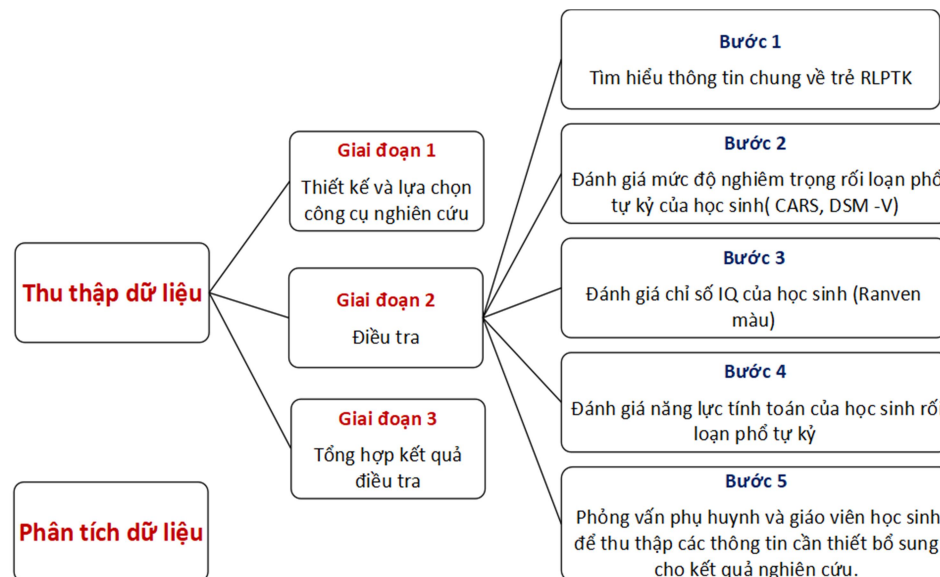 Thu thập dữ liệu
Phân tích dữ liệu
Giai đoạn 1
Thiết kế và lựa chọn
công cụ nghiên cứu
Giai đoạn 2
Điều tra
Giai đoạn 3
Tổng hợp kết quả
điều tra
Bước 1
Tìm hiểu thông tin chung về trẻ RLPTK
Bước 2
Đánh giá mức độ nghiêm trọng rối loạn phổ
tự kỷ của học sinh( CARS, DSM -V)
Bước 3
Đánh giá chỉ số IQ của học sinh (Ranven
màu)
Bước 4
Đánh giá năng lực tính toán của học sinh rối
loạn phổ tự kỷ
Bước 5
Phỏng vấn phụ huynh và giáo viên học sinh
để thu thập các thông tin cần thiết bổ sung
cho kết quả nghiên cứu.